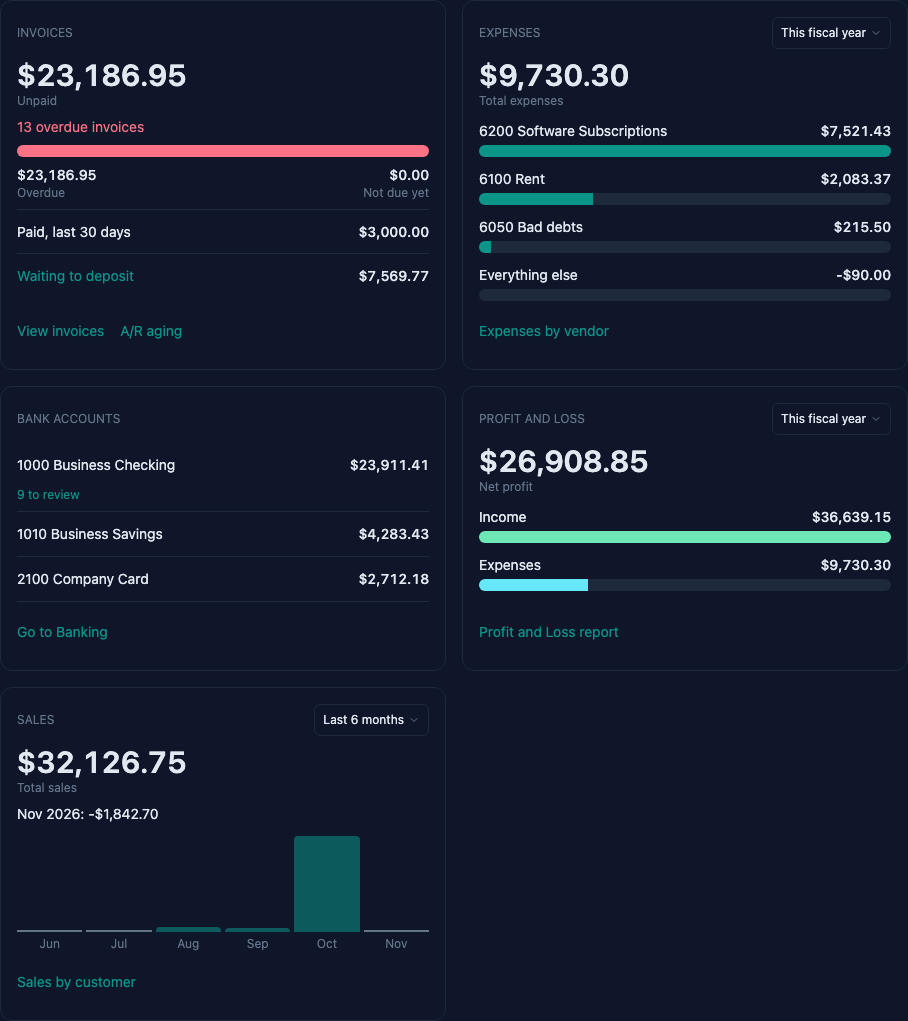 INVOICES
$23,186.95
Unpaid
13 overdue invoices
$23,186.95 $0.00
Overdue Not due yet
Paid, last 30 days $3,000.00
Waiting to deposit $7,569.77
View invoices A/R aging
EXPENSES This fiscal year
$9,730.30
Total expenses
6200 Software Subscriptions $7,521.43
6100 Rent $2,083.37
6050 Bad debts $215.50
Everything else -$90.00
Expenses by vendor
BANK ACCOUNTS
1000 Business Checking $23,911.41
9 to review
1010 Business Savings $4,283.43
2100 Company Card $2,712.18
Go to Banking
PROFIT AND LOSS This fiscal year
$26,908.85
Net profit
Income $36,639.15
Expenses $9,730.30
Profit and Loss report
SALES Last 6 months
$32,126.75
Total sales
Nov 2026: -$1,842.70
Jun Jul Aug Sep Oct Nov
Sales by customer